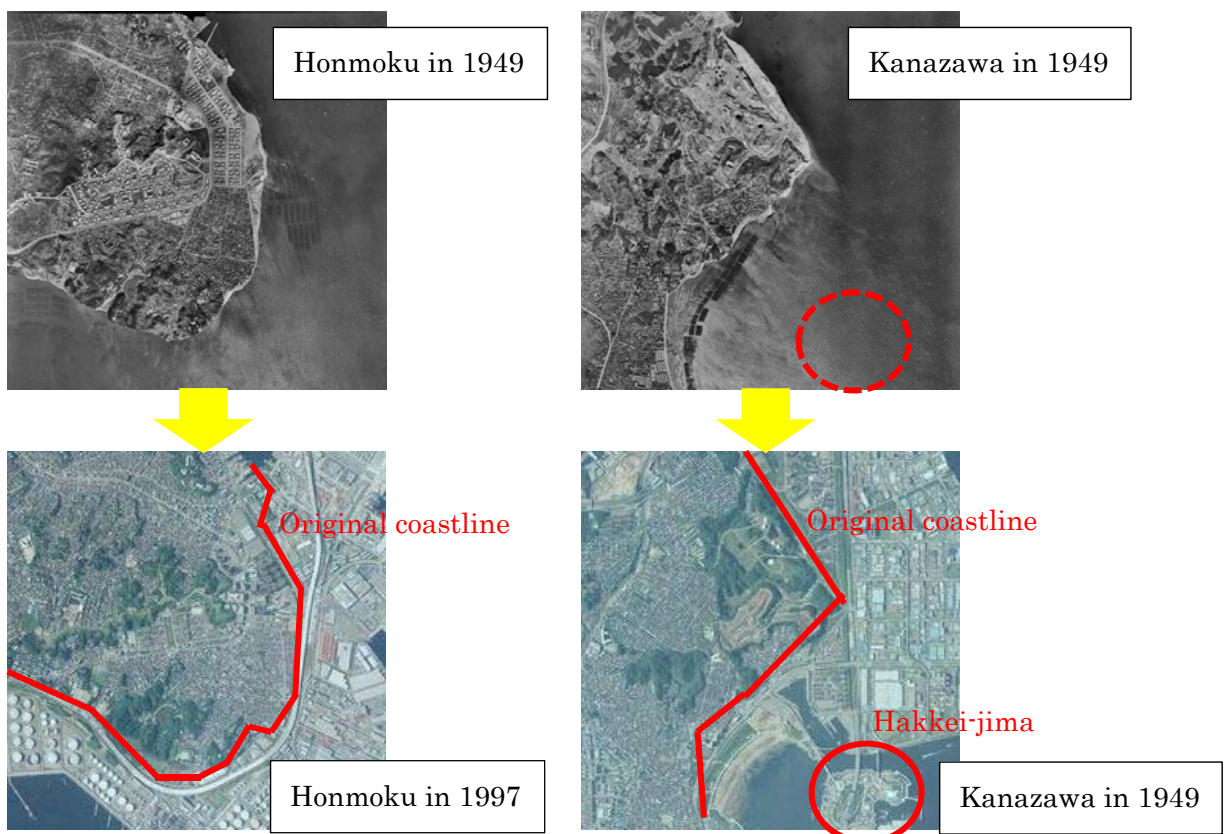 Honmoku in 1949
Kanazawa in 1949
Original coastline
Original coastline
Hakkei-jima
Honmoku in 1997
Kanazawa in 1949